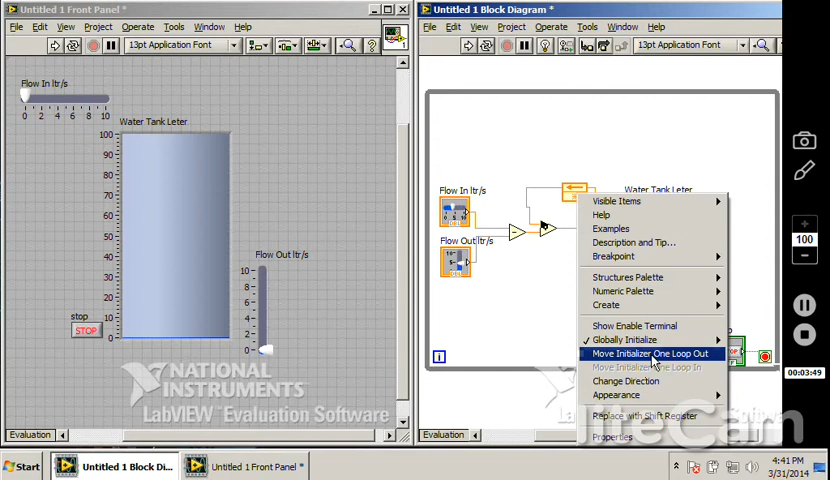 Untitled 1 Front Panel *
File Edit View Project Operate Tools Window Help
13pt Application Font
1
Flow In ltr/s
0 2 4 6 8 10
Water Tank Leter
100
90
80
70
60
50
40
30
20
10
0
Flow Out ltr/s
10
8
6
4
2
0
stop
STOP
NATIONAL
INSTRUMENTS
LabVIEW™ Evaluation Software
Evaluation
Untitled 1 Block Diagram *
File Edit View Project Operate Tools Window Help
13pt Application Font
Flow In ltr/s
Water Tank Leter
Flow Out ltr/s
i
Visible Items
Help
Examples
Description and Tip...
Breakpoint
Structures Palette
Numeric Palette
Create
Show Enable Terminal
✓ Globally Initialize
Move Initializer One Loop Out
Move Initializer One Loop In
Change Direction
Appearance
Replace with Shift Register
Properties
Evaluation
liteCam
100
00:03:49
Start
Untitled 1 Block Di...
Untitled 1 Front Panel *
4:41 PM
3/31/2014